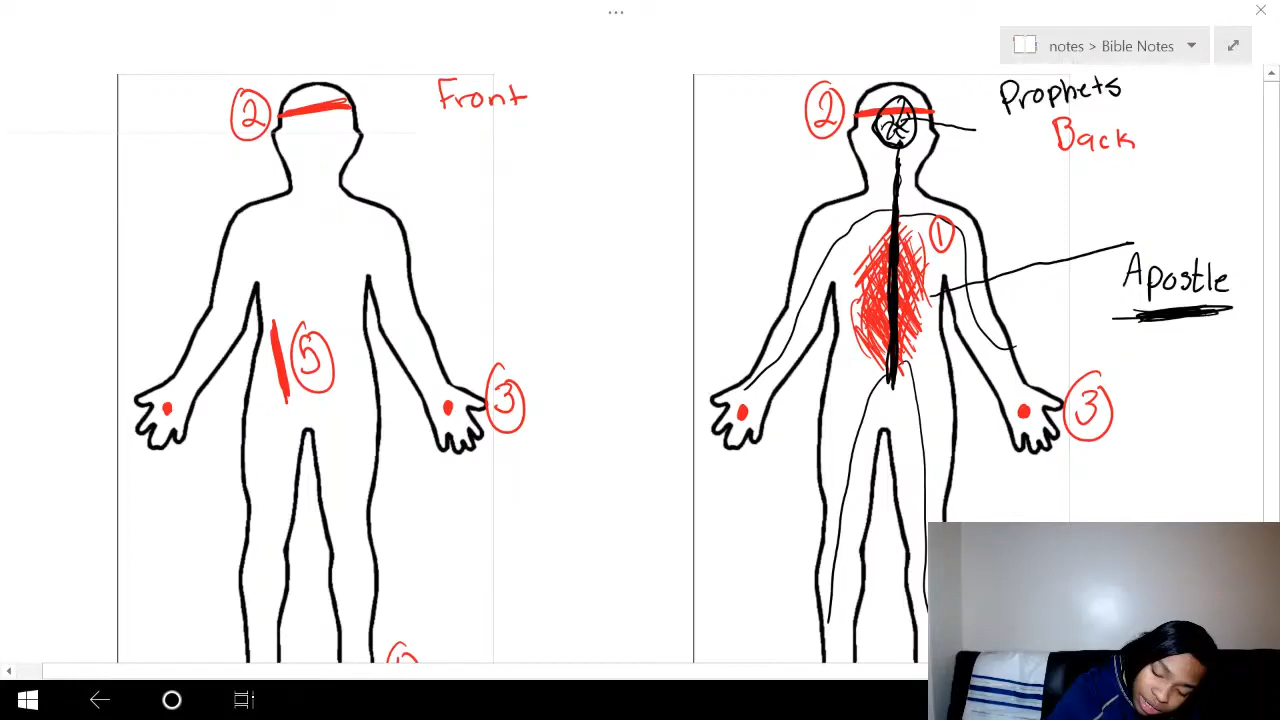 ...
notes > Bible Notes
2
Front
2
Prophets
Back
1
Apostle
5
3
3